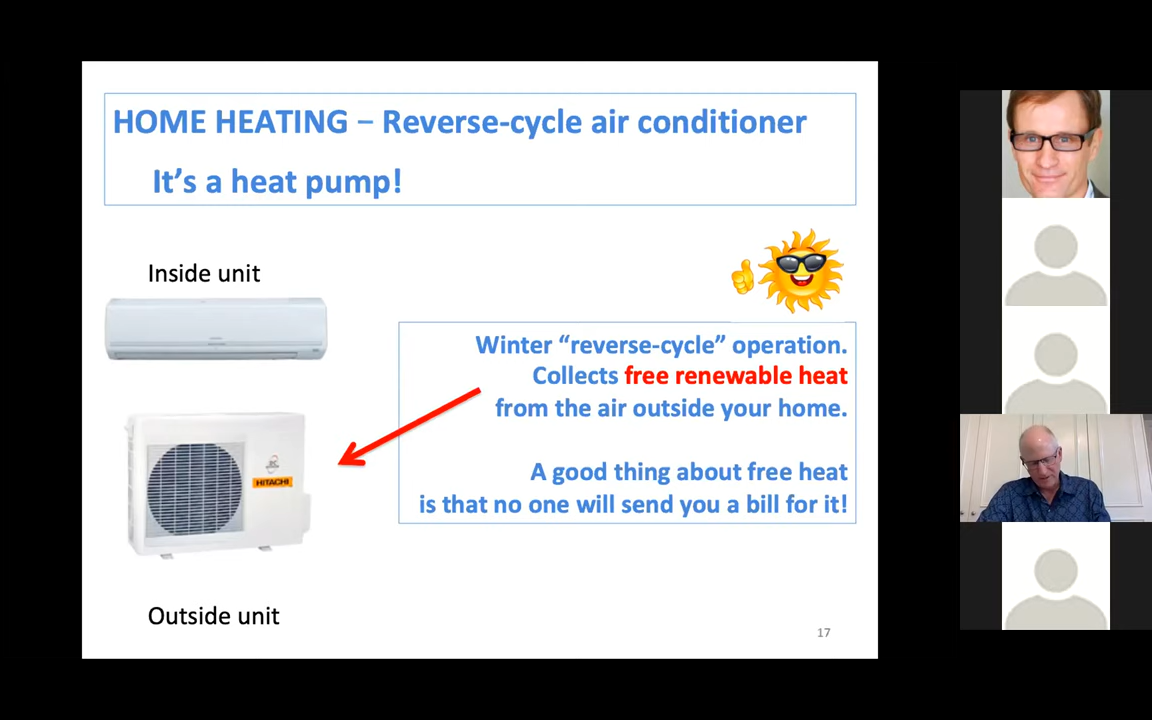 HOME HEATING – Reverse-cycle air conditioner
It’s a heat pump!
Inside unit
Winter “reverse-cycle” operation.
Collects free renewable heat
from the air outside your home.
A good thing about free heat
is that no one will send you a bill for it!
HITACHI
Outside unit
17